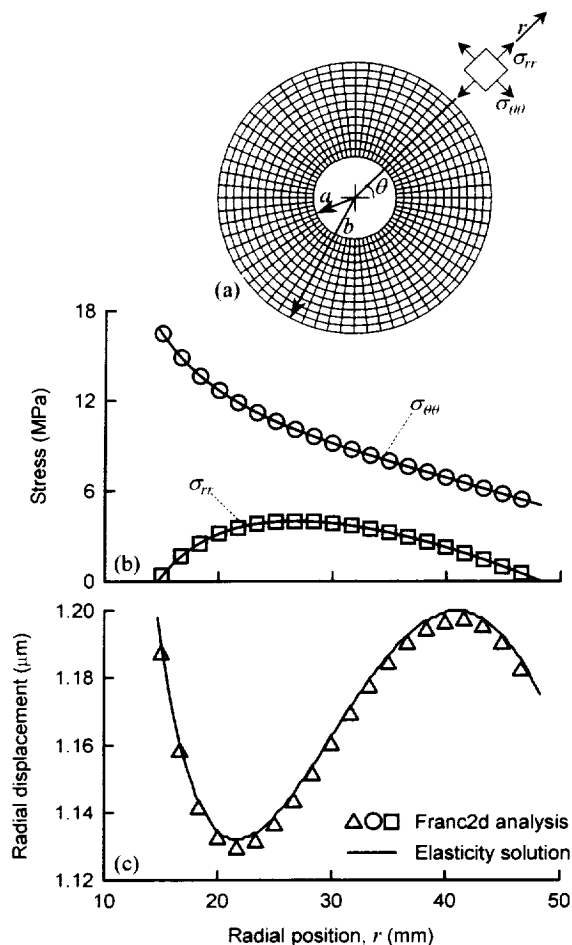 r
σrr
σθθ
θ
a
b
(a)
18
12
6
0
Stress (MPa)
σθθ
σrr
(b)
1.20
1.18
1.16
1.14
1.12
Radial displacement (μm)
Franc2d analysis
Elasticity solution
(c)
10 20 30 40 50
Radial position, r (mm)